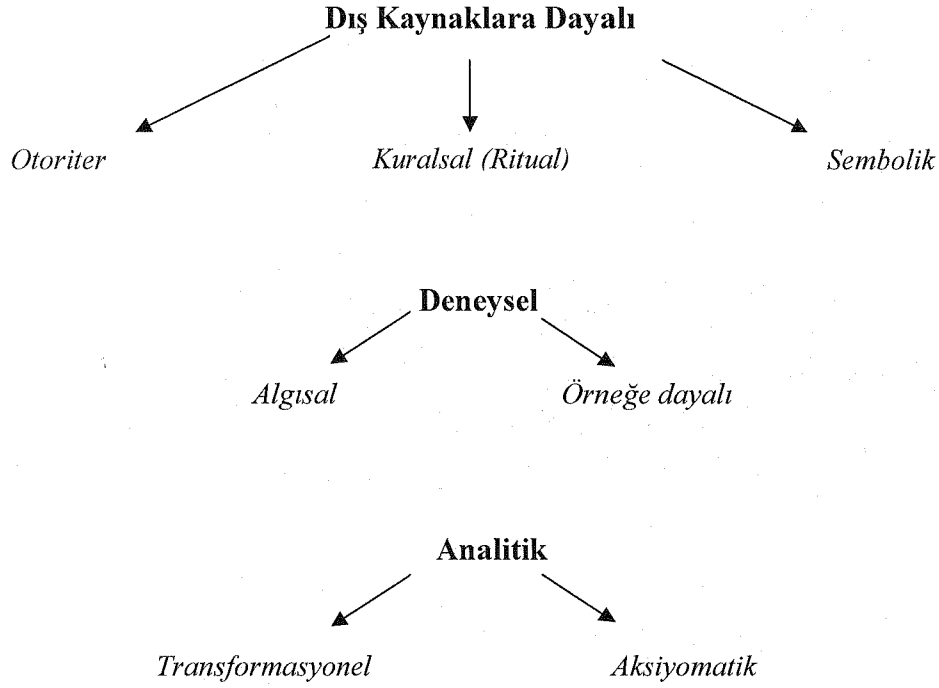 Dış Kaynaklara Dayalı
Otoriter Kuralsal (Ritual) Sembolik
Deneysel
Algısal Örneğe dayalı
Analitik
Transformasyonel Aksiyomatik